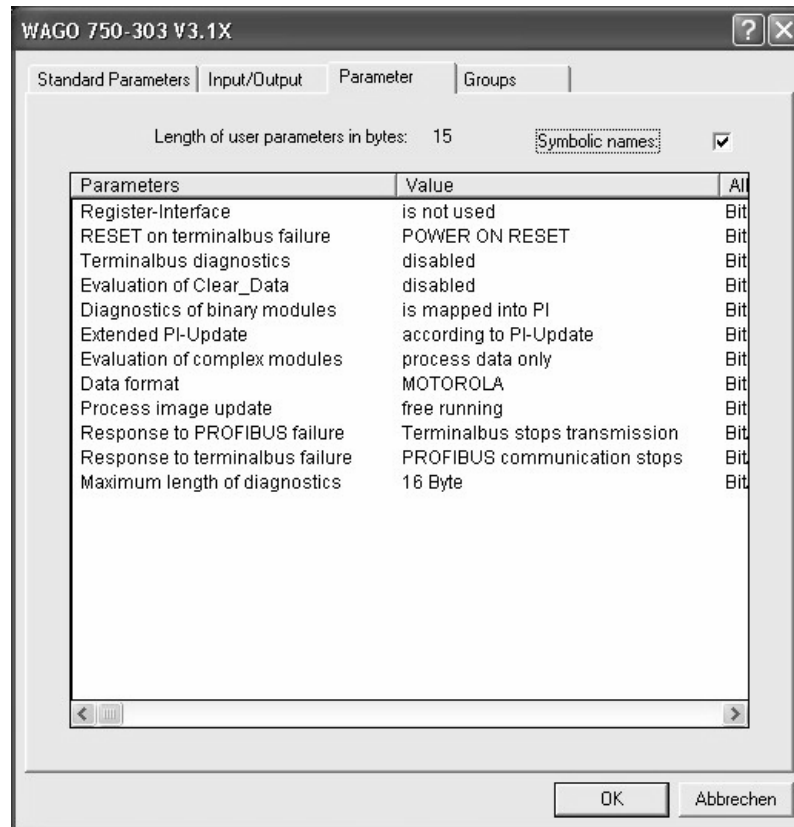 WAGO 750-303 V3.1X
Standard Parameters Input/Output Parameter Groups
Length of user parameters in bytes: 15 Symbolic names:
Parameters Value All
Register-Interface is not used Bit
RESET on terminalbus failure POWER ON RESET Bit
Terminalbus diagnostics disabled Bit
Evaluation of Clear_Data disabled Bit
Diagnostics of binary modules is mapped into PI Bit
Extended PI-Update according to PI-Update Bit
Evaluation of complex modules process data only Bit
Data format MOTOROLA Bit
Process image update free running Bit
Response to PROFIBUS failure Terminalbus stops transmission Bit
Response to terminalbus failure PROFIBUS communication stops Bit
Maximum length of diagnostics 16 Byte Bit
OK Abbrechen